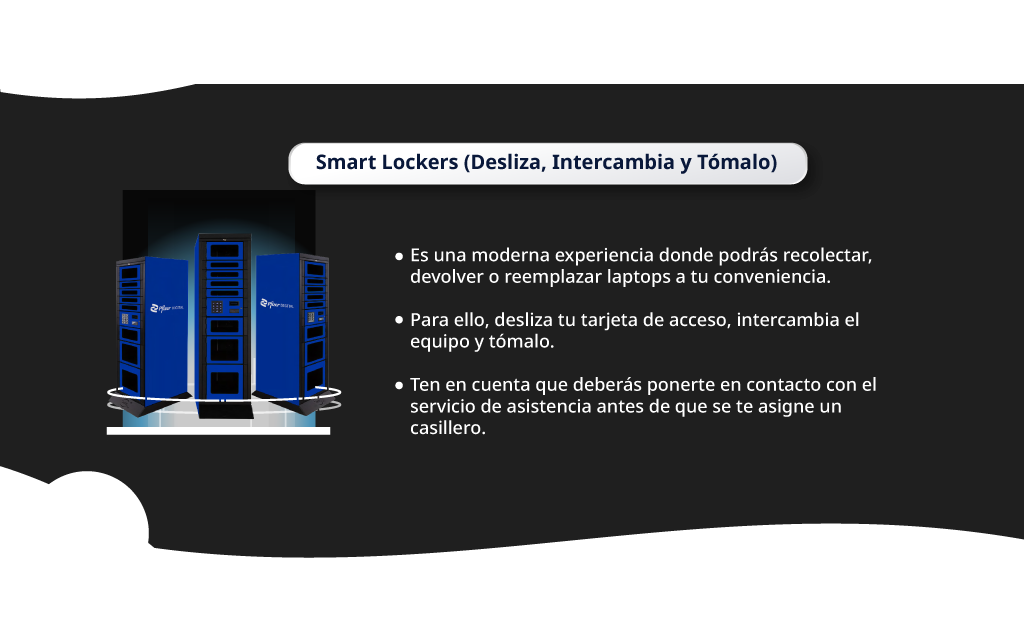 Smart Lockers (Desliza, Intercambia y Tómalo)
• Es una moderna experiencia donde podrás recolectar,
devolver o reemplazar laptops a tu conveniencia.
• Para ello, desliza tu tarjeta de acceso, intercambia el
equipo y tómalo.
• Ten en cuenta que deberás ponerte en contacto con el
servicio de asistencia antes de que se te asigne un
casillero.
Pfizer DIGITAL
Pfizer DIGITAL